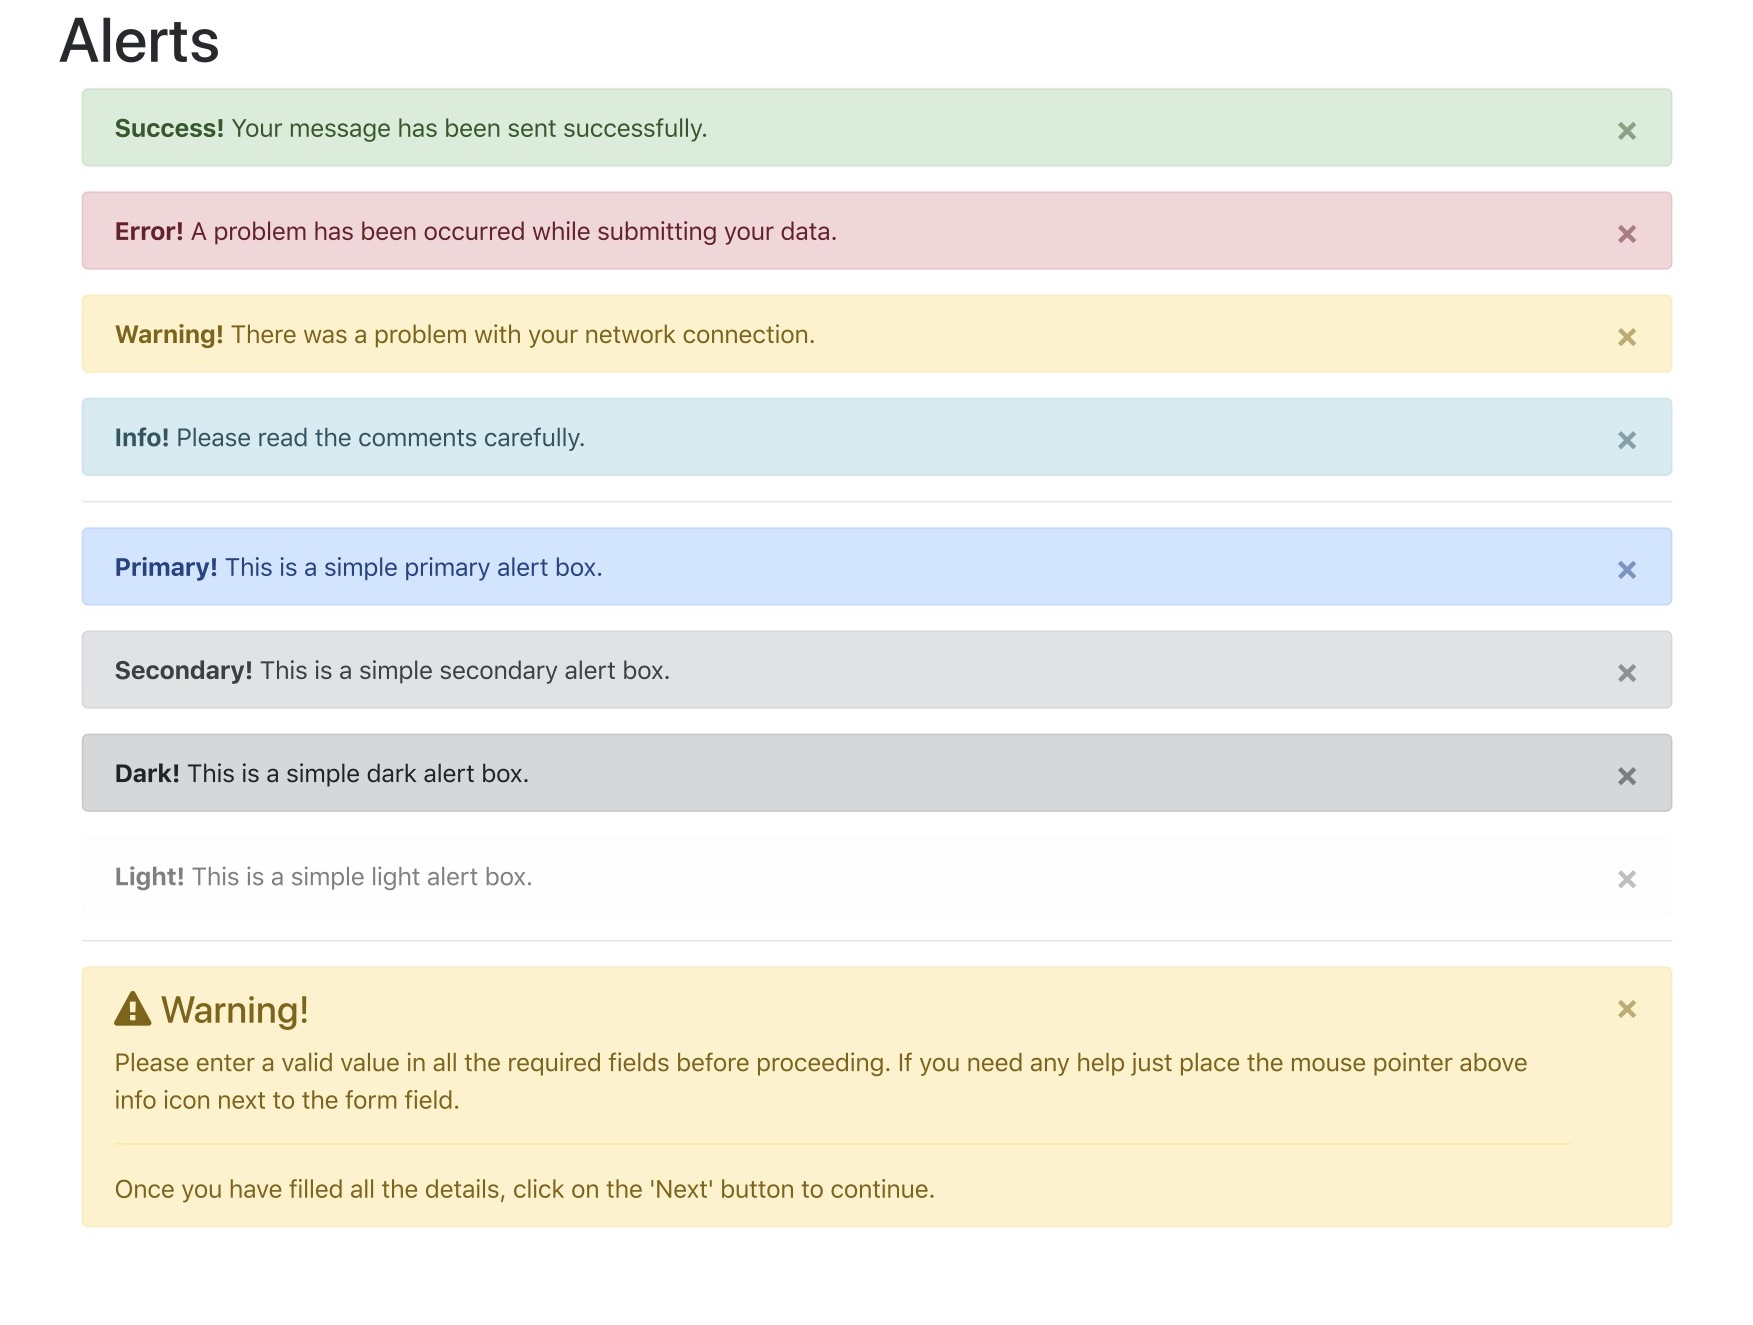 Alerts
Success! Your message has been sent successfully.
Error! A problem has been occurred while submitting your data.
Warning! There was a problem with your network connection.
Info! Please read the comments carefully.
Primary! This is a simple primary alert box.
Secondary! This is a simple secondary alert box.
Dark! This is a simple dark alert box.
Light! This is a simple light alert box.
Warning!
Please enter a valid value in all the required fields before proceeding. If you need any help just place the mouse pointer above
info icon next to the form field.
Once you have filled all the details, click on the 'Next' button to continue.